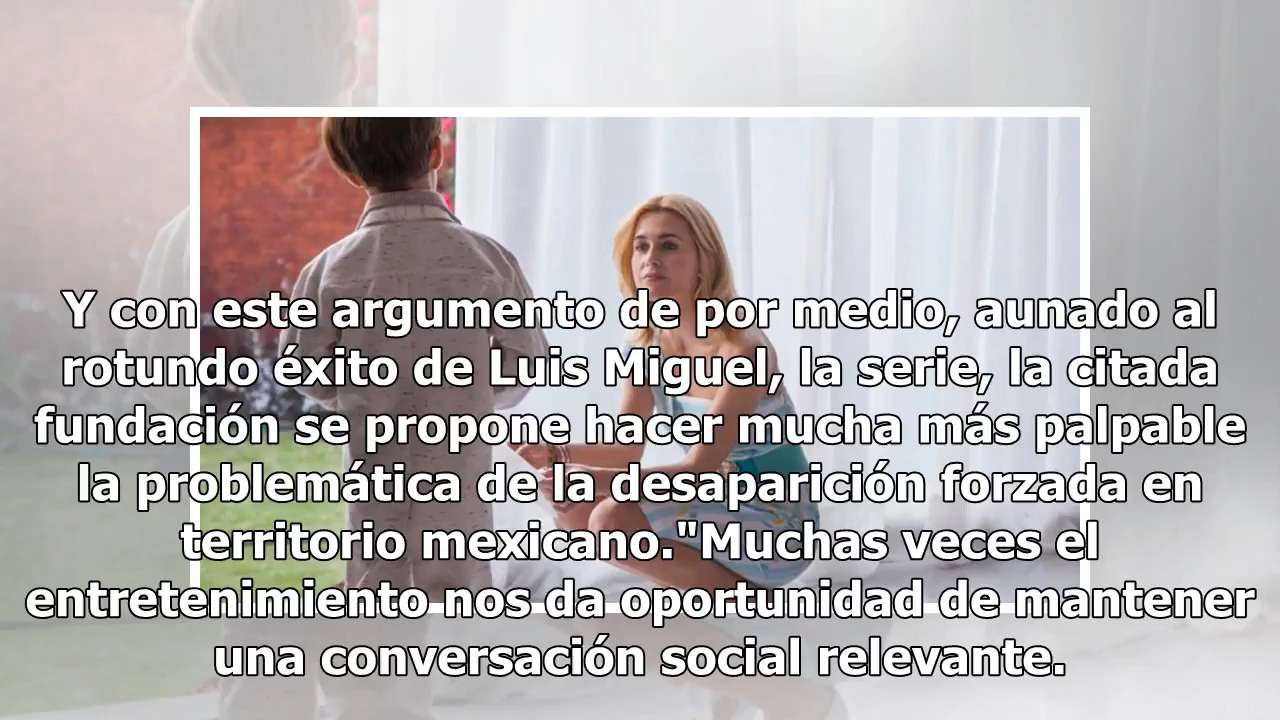 Y con este argumento de por medio, aunado al
rotundo éxito de Luis Miguel, la serie, la citada
fundación se propone hacer mucha más palpable
la problemática de la desaparición forzada en
territorio mexicano."Muchas veces el
entretenimiento nos da oportunidad de mantener
una conversación social relevante.